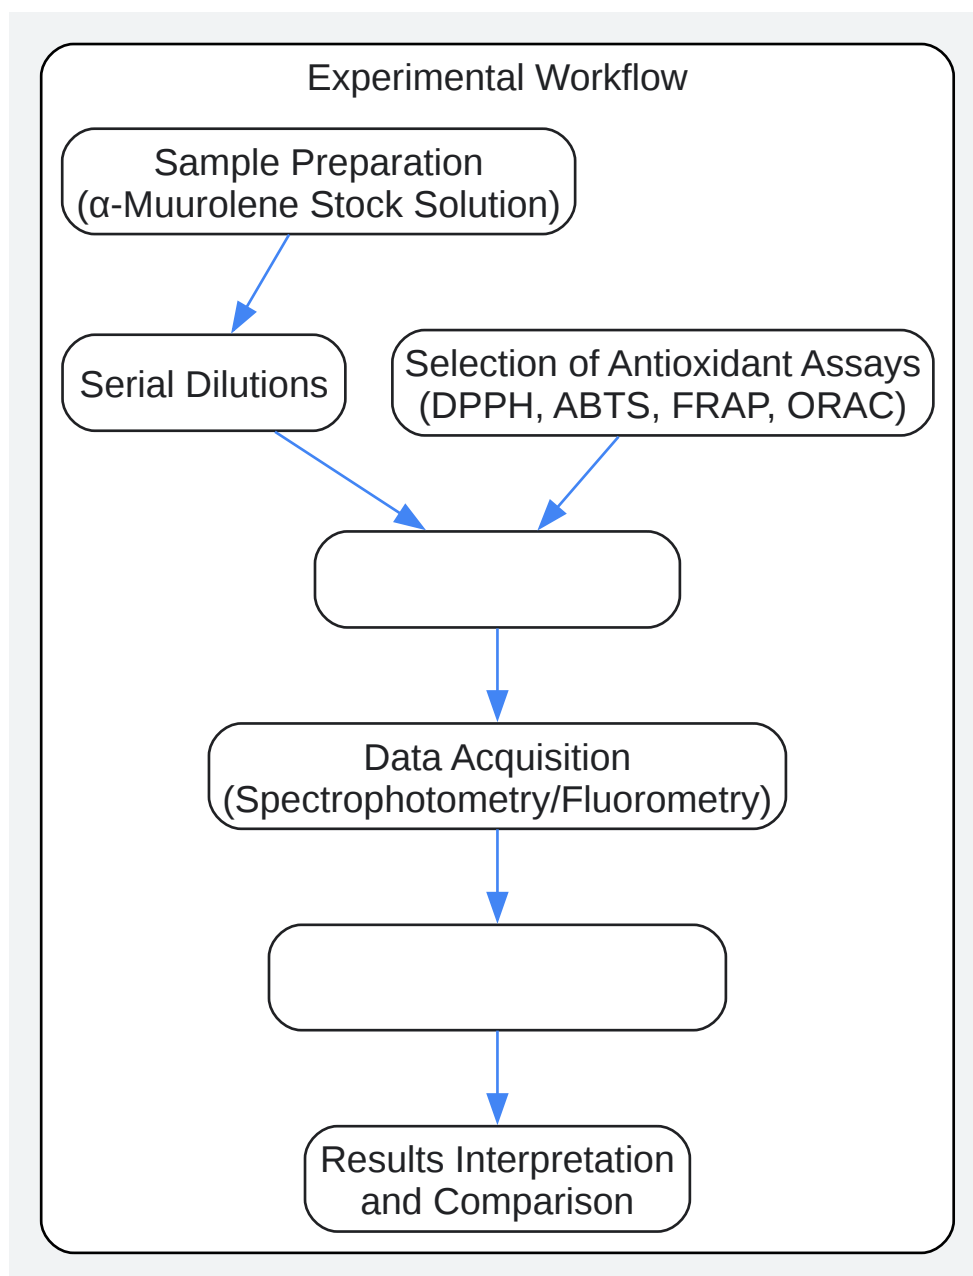 Experimental Workflow
Sample Preparation
(α-Muurolene Stock Solution)
Serial Dilutions
Selection of Antioxidant Assays
(DPPH, ABTS, FRAP, ORAC)
Data Acquisition
(Spectrophotometry/Fluorometry)
Results Interpretation
and Comparison